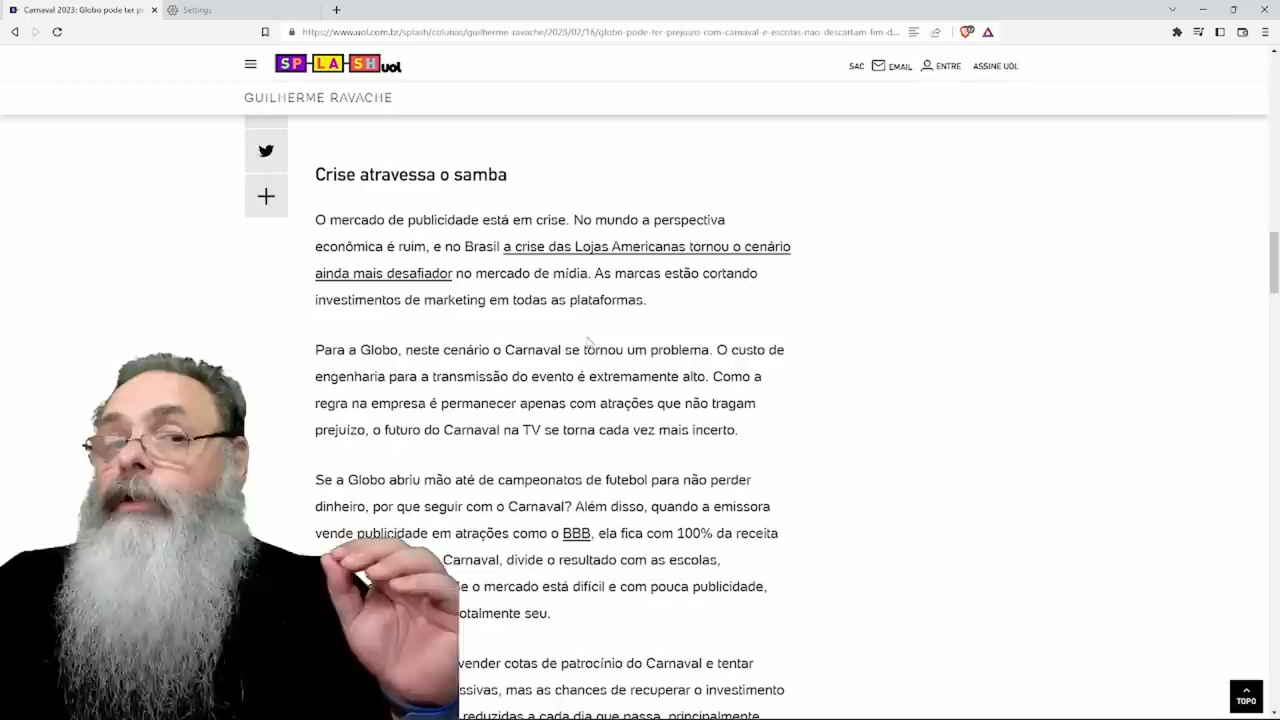 Carnaval 2023: Globo pode ter pr
Settings
https://www.uol.com.br/splash/colunas/guilherme-ravache/2023/02/16/globo-pode-ter-prejuizo-com-carnaval-e-escolas-nao-descartam-fim-d...
SPLASH uol
SAC EMAIL ENTRE ASSINE UOL
GUILHERME RAVACHE
Crise atravessa o samba
O mercado de publicidade está em crise. No mundo a perspectiva
econômica é ruim, e no Brasil a crise das Lojas Americanas tornou o cenário
ainda mais desafiador no mercado de mídia. As marcas estão cortando
investimentos de marketing em todas as plataformas.
Para a Globo, neste cenário o Carnaval se tornou um problema. O custo de
engenharia para a transmissão do evento é extremamente alto. Como a
regra na empresa é permanecer apenas com atrações que não tragam
prejuízo, o futuro do Carnaval na TV se torna cada vez mais incerto.
Se a Globo abriu mão até de campeonatos de futebol para não perder
dinheiro, por que seguir com o Carnaval? Além disso, quando a emissora
vende publicidade em atrações como o BBB, ela fica com 100% da receita
Carnaval, divide o resultado com as escolas,
e o mercado está difícil e com pouca publicidade,
otalmente seu.
vender cotas de patrocínio do Carnaval e tentar
ssivas, mas as chances de recuperar o investimento
reduzidas a cada dia que passa, principalmente
TOPO